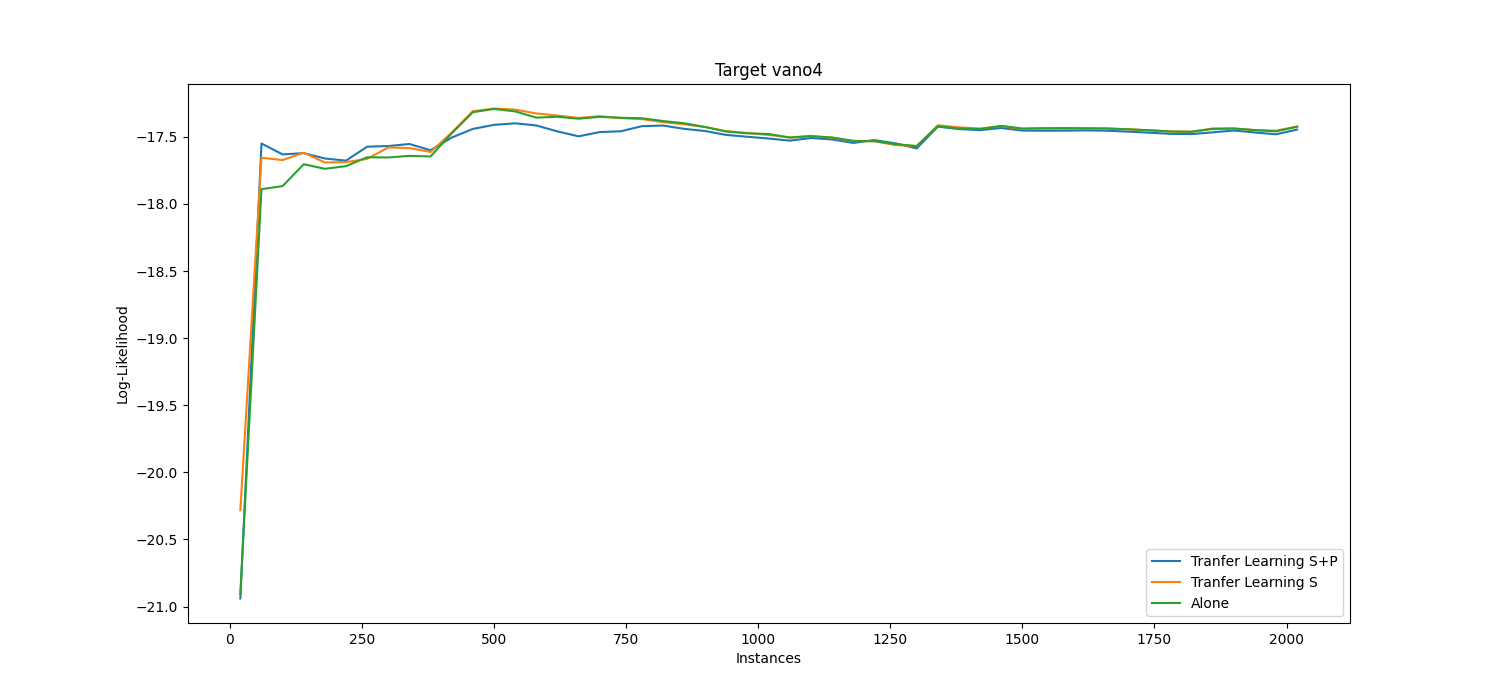 Target vano4
Log-Likelihood
−17.5
−18.0
−18.5
−19.0
−19.5
−20.0
−20.5
−21.0
0 250 500 750 1000 1250 1500 1750 2000
Instances
Tranfer Learning S+P
Tranfer Learning S
Alone